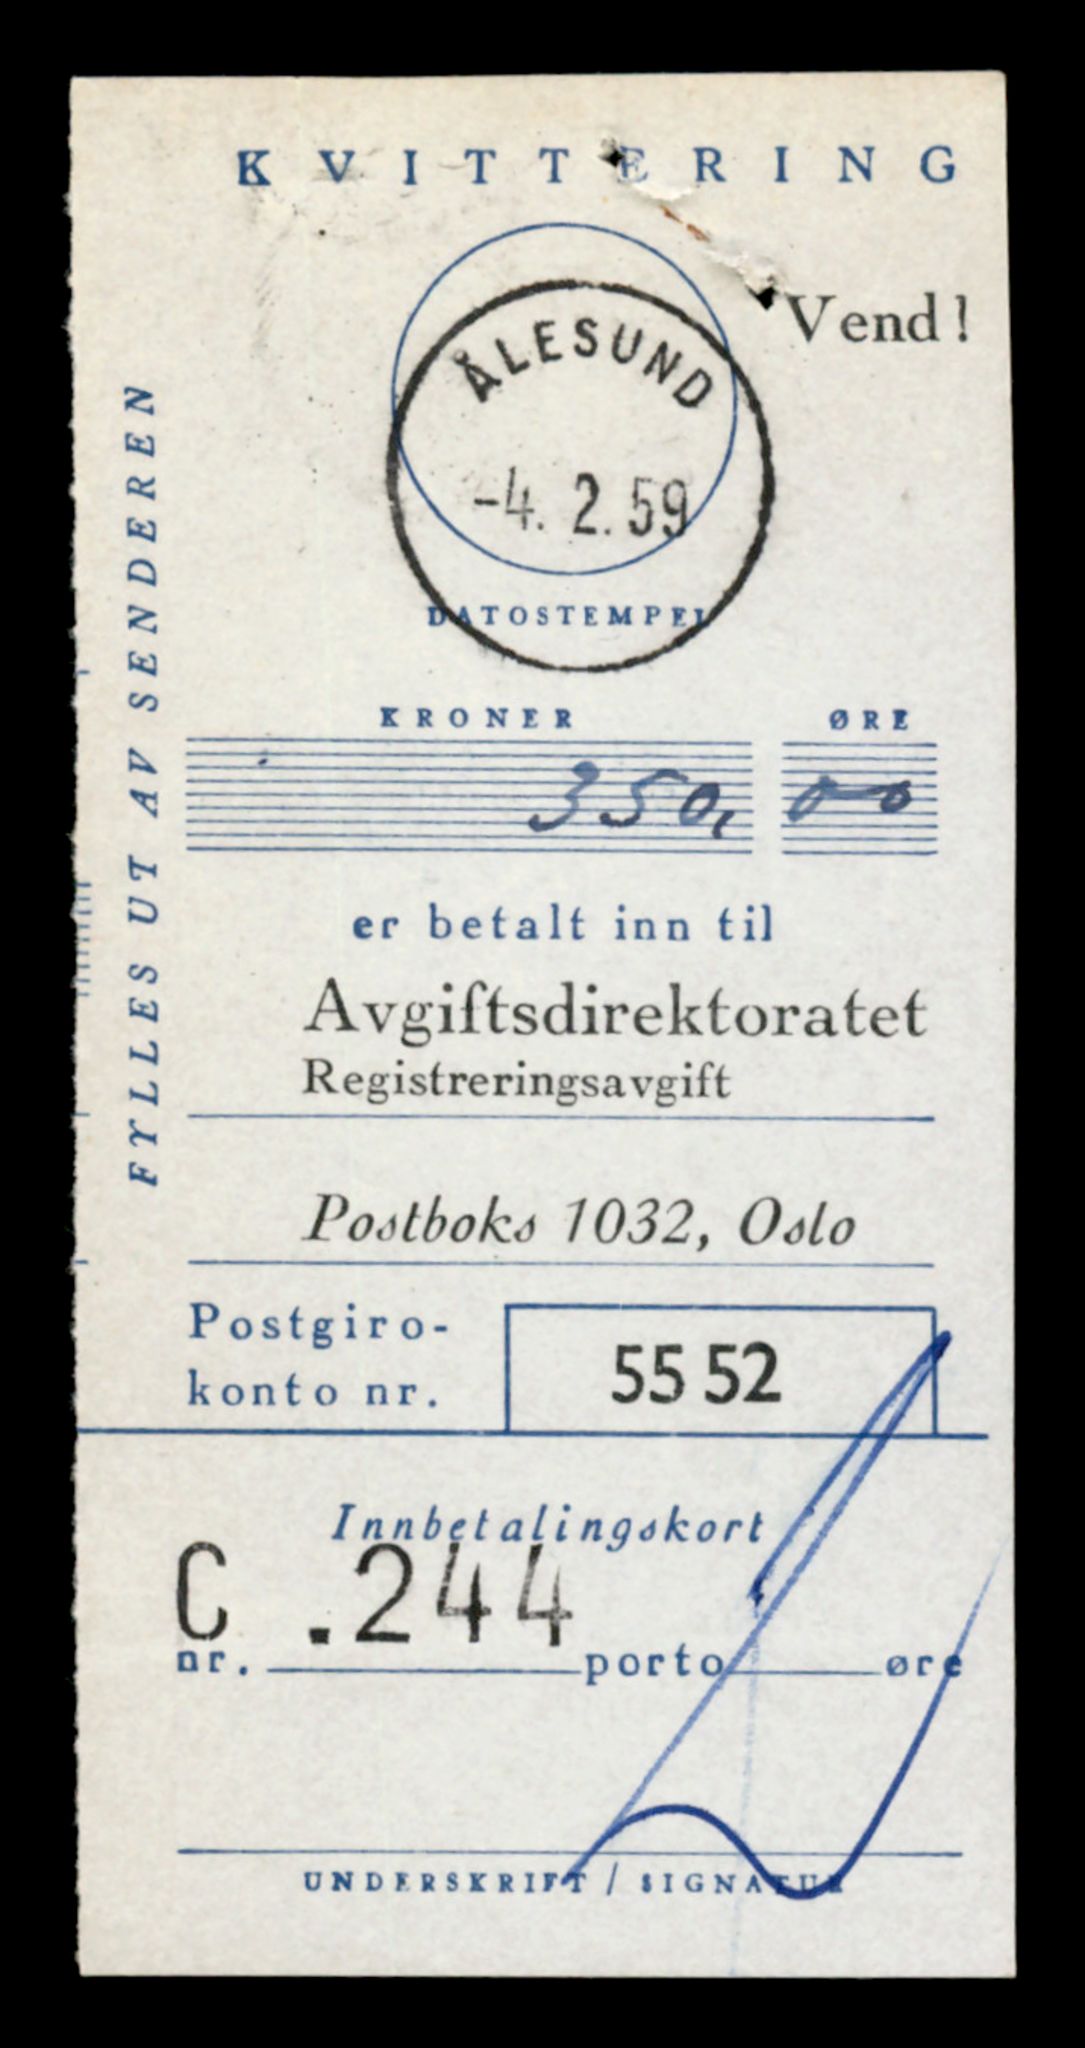 KVITTERING
Vend!
ÅLESUND
-4. 2. 59
DATOSTEMPEL
FYLLES UT AV SENDEREN
KRONER ØRE
350, 00
er betalt inn til
Avgiftsdirektoratet
Registreringsavgift
Postboks 1032, Oslo
Postgiro-
konto nr.
55 52
Innbetalingskort
C .244
nr. porto øre
UNDERSKRIFT / SIGNATUR